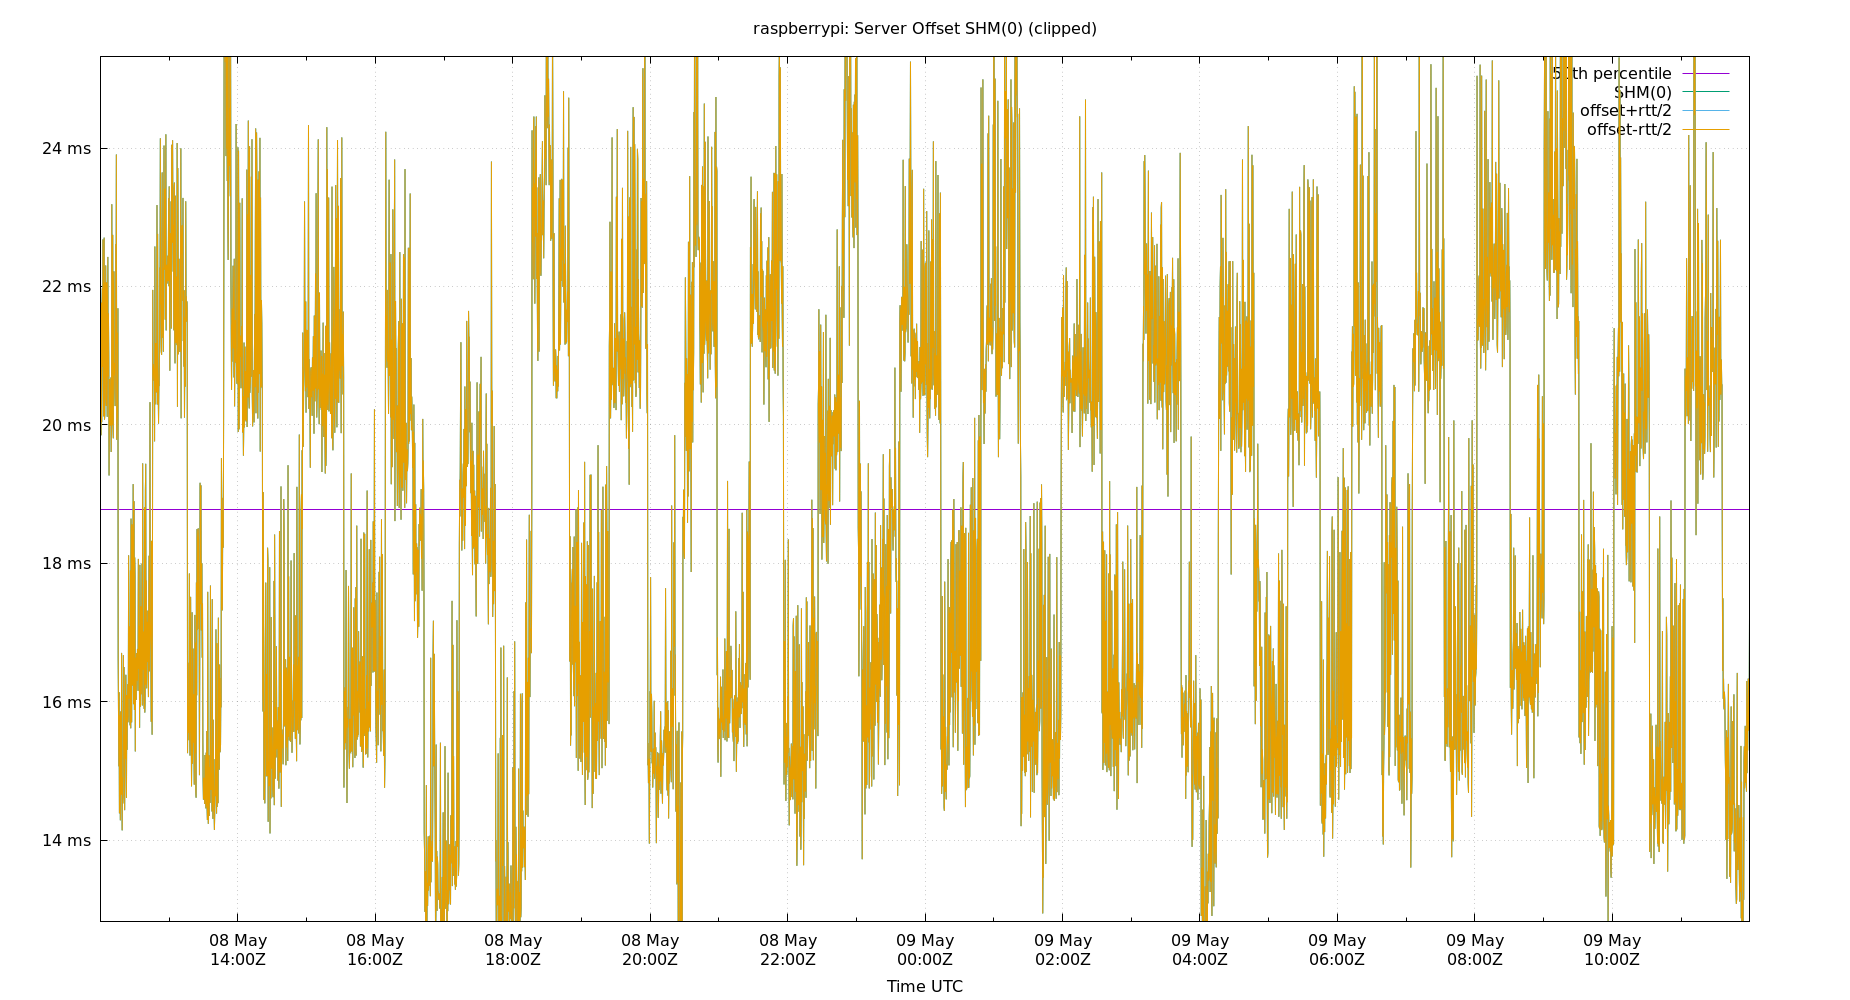 raspberrypi: Server Offset SHM(0) (clipped)
50th percentile
SHM(0)
offset+rtt/2
offset-rtt/2
24 ms
22 ms
20 ms
18 ms
16 ms
14 ms
08 May
14:00Z
08 May
16:00Z
08 May
18:00Z
08 May
20:00Z
08 May
22:00Z
09 May
00:00Z
09 May
02:00Z
09 May
04:00Z
09 May
06:00Z
09 May
08:00Z
09 May
10:00Z
Time UTC